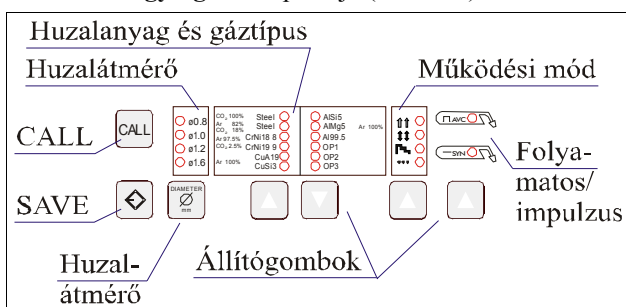 Huzalanyag és gáztípus
Huzalátmérő
Működési mód
CALL
CALL
ø0.8
ø1.0
ø1.2
ø1.6
CO₂ 100% Steel
Ar 82% Steel
CO₂ 18%
Ar 97.5% CrNi18 8
CO₂ 2.5% CrNi19 9
CuA19
Ar 100% CuSi3
AlSi5
AlMg5 Ar 100%
Al99.5
OP1
OP2
OP3
AVC
SYN
Folya-
matos/
impulzus
SAVE
DIAMETER
Ø
mm
Huzal-
átmérő
Állítógombok